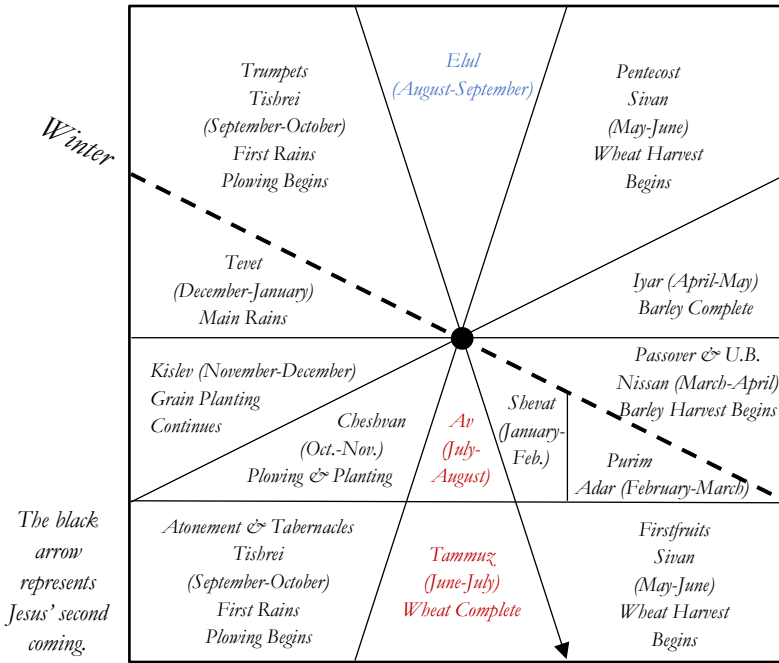 Winter
Trumpets
Tishrei
(September-October)
First Rains
Plowing Begins
Elul
(August-September)
Pentecost
Sivan
(May-June)
Wheat Harvest
Begins
Tevet
(December-January)
Main Rains
Iyar (April-May)
Barley Complete
Kislev (November-December)
Grain Planting
Continues
Cheshvan
(Oct.-Nov.)
Plowing & Planting
Av
(July-
August)
Shevat
(January-
Feb.)
Passover & U.B.
Nissan (March-April)
Barley Harvest Begins
Purim
Adar (February-March)
The black
arrow
represents
Jesus’ second
coming.
Atonement & Tabernacles
Tishrei
(September-October)
First Rains
Plowing Begins
Tammuz
(June-July)
Wheat Complete
Firstfruits
Sivan
(May-June)
Wheat Harvest
Begins